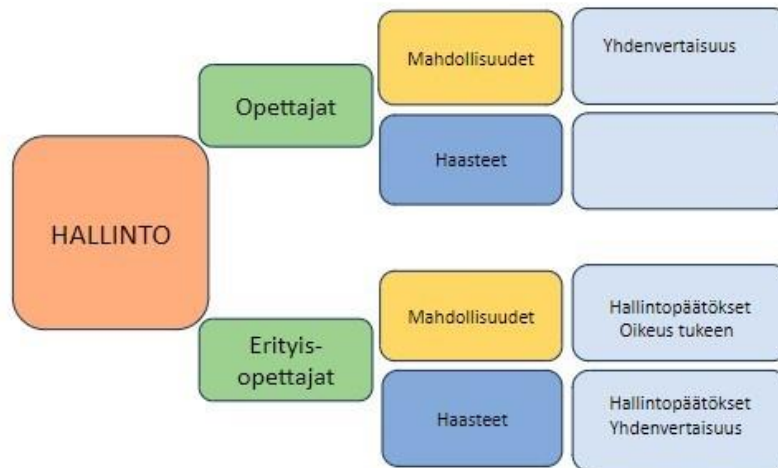 HALLINTO
Opettajat
Mahdollisuudet
Yhdenvertaisuus
Haasteet
Erityis-
opettajat
Mahdollisuudet
Hallintopäätökset
Oikeus tukeen
Haasteet
Hallintopäätökset
Yhdenvertaisuus